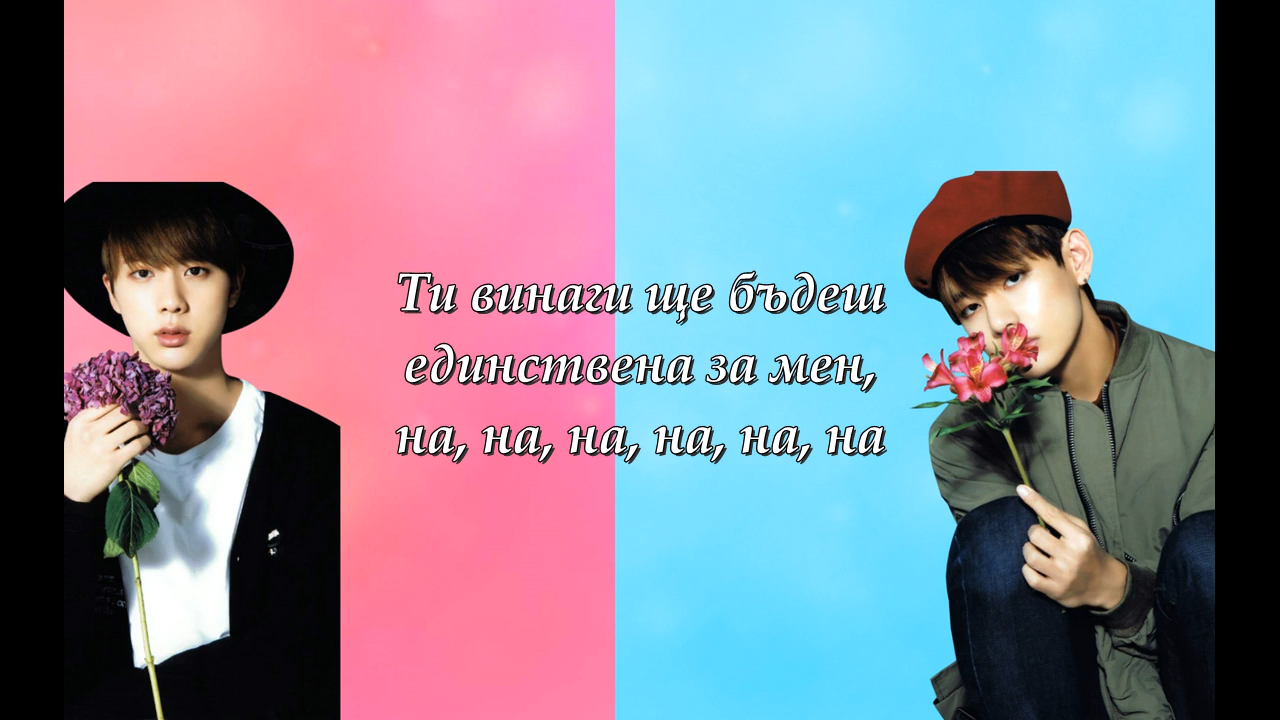 Ти винаги ще бъдеш
единствена за мен,
на, на, на, на, на, на